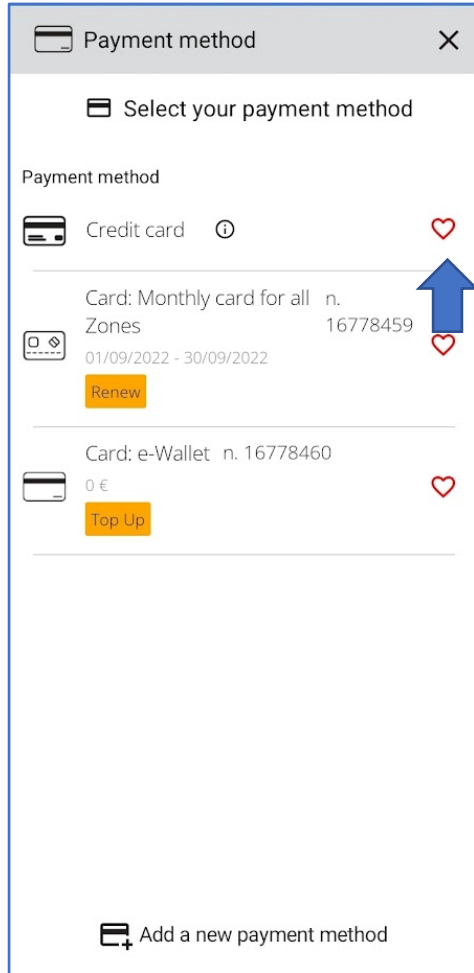 Payment method
Select your payment method
Payment method
Credit card
Card: Monthly card for all n.
Zones 16778459
01/09/2022 - 30/09/2022
Renew
Card: e-Wallet n. 16778460
0 €
Top Up
Add a new payment method